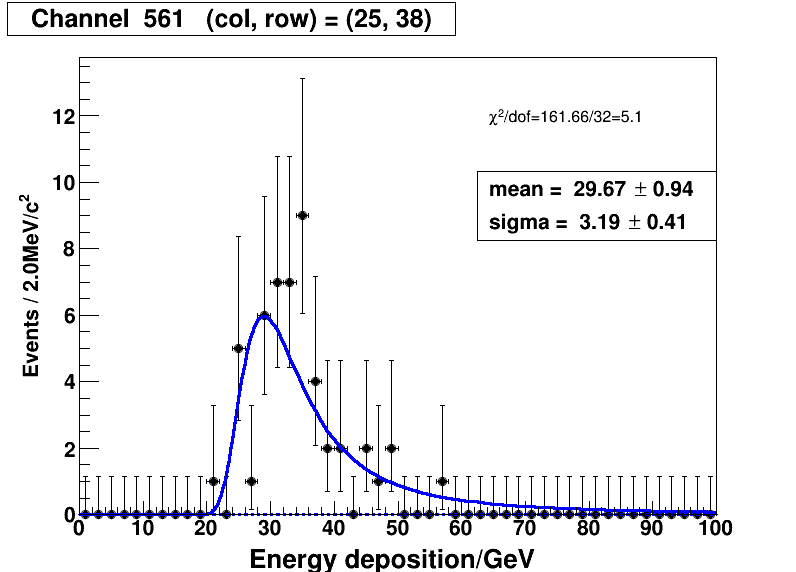 Channel  561   (col, row) = (25, 38)
χ²/dof=161.66/32=5.1
mean =  29.67 ± 0.94
sigma =  3.19 ± 0.41
Events / 2.0MeV/c²
12
10
8
6
4
2
0
0 10 20 30 40 50 60 70 80 90 100
Energy deposition/GeV